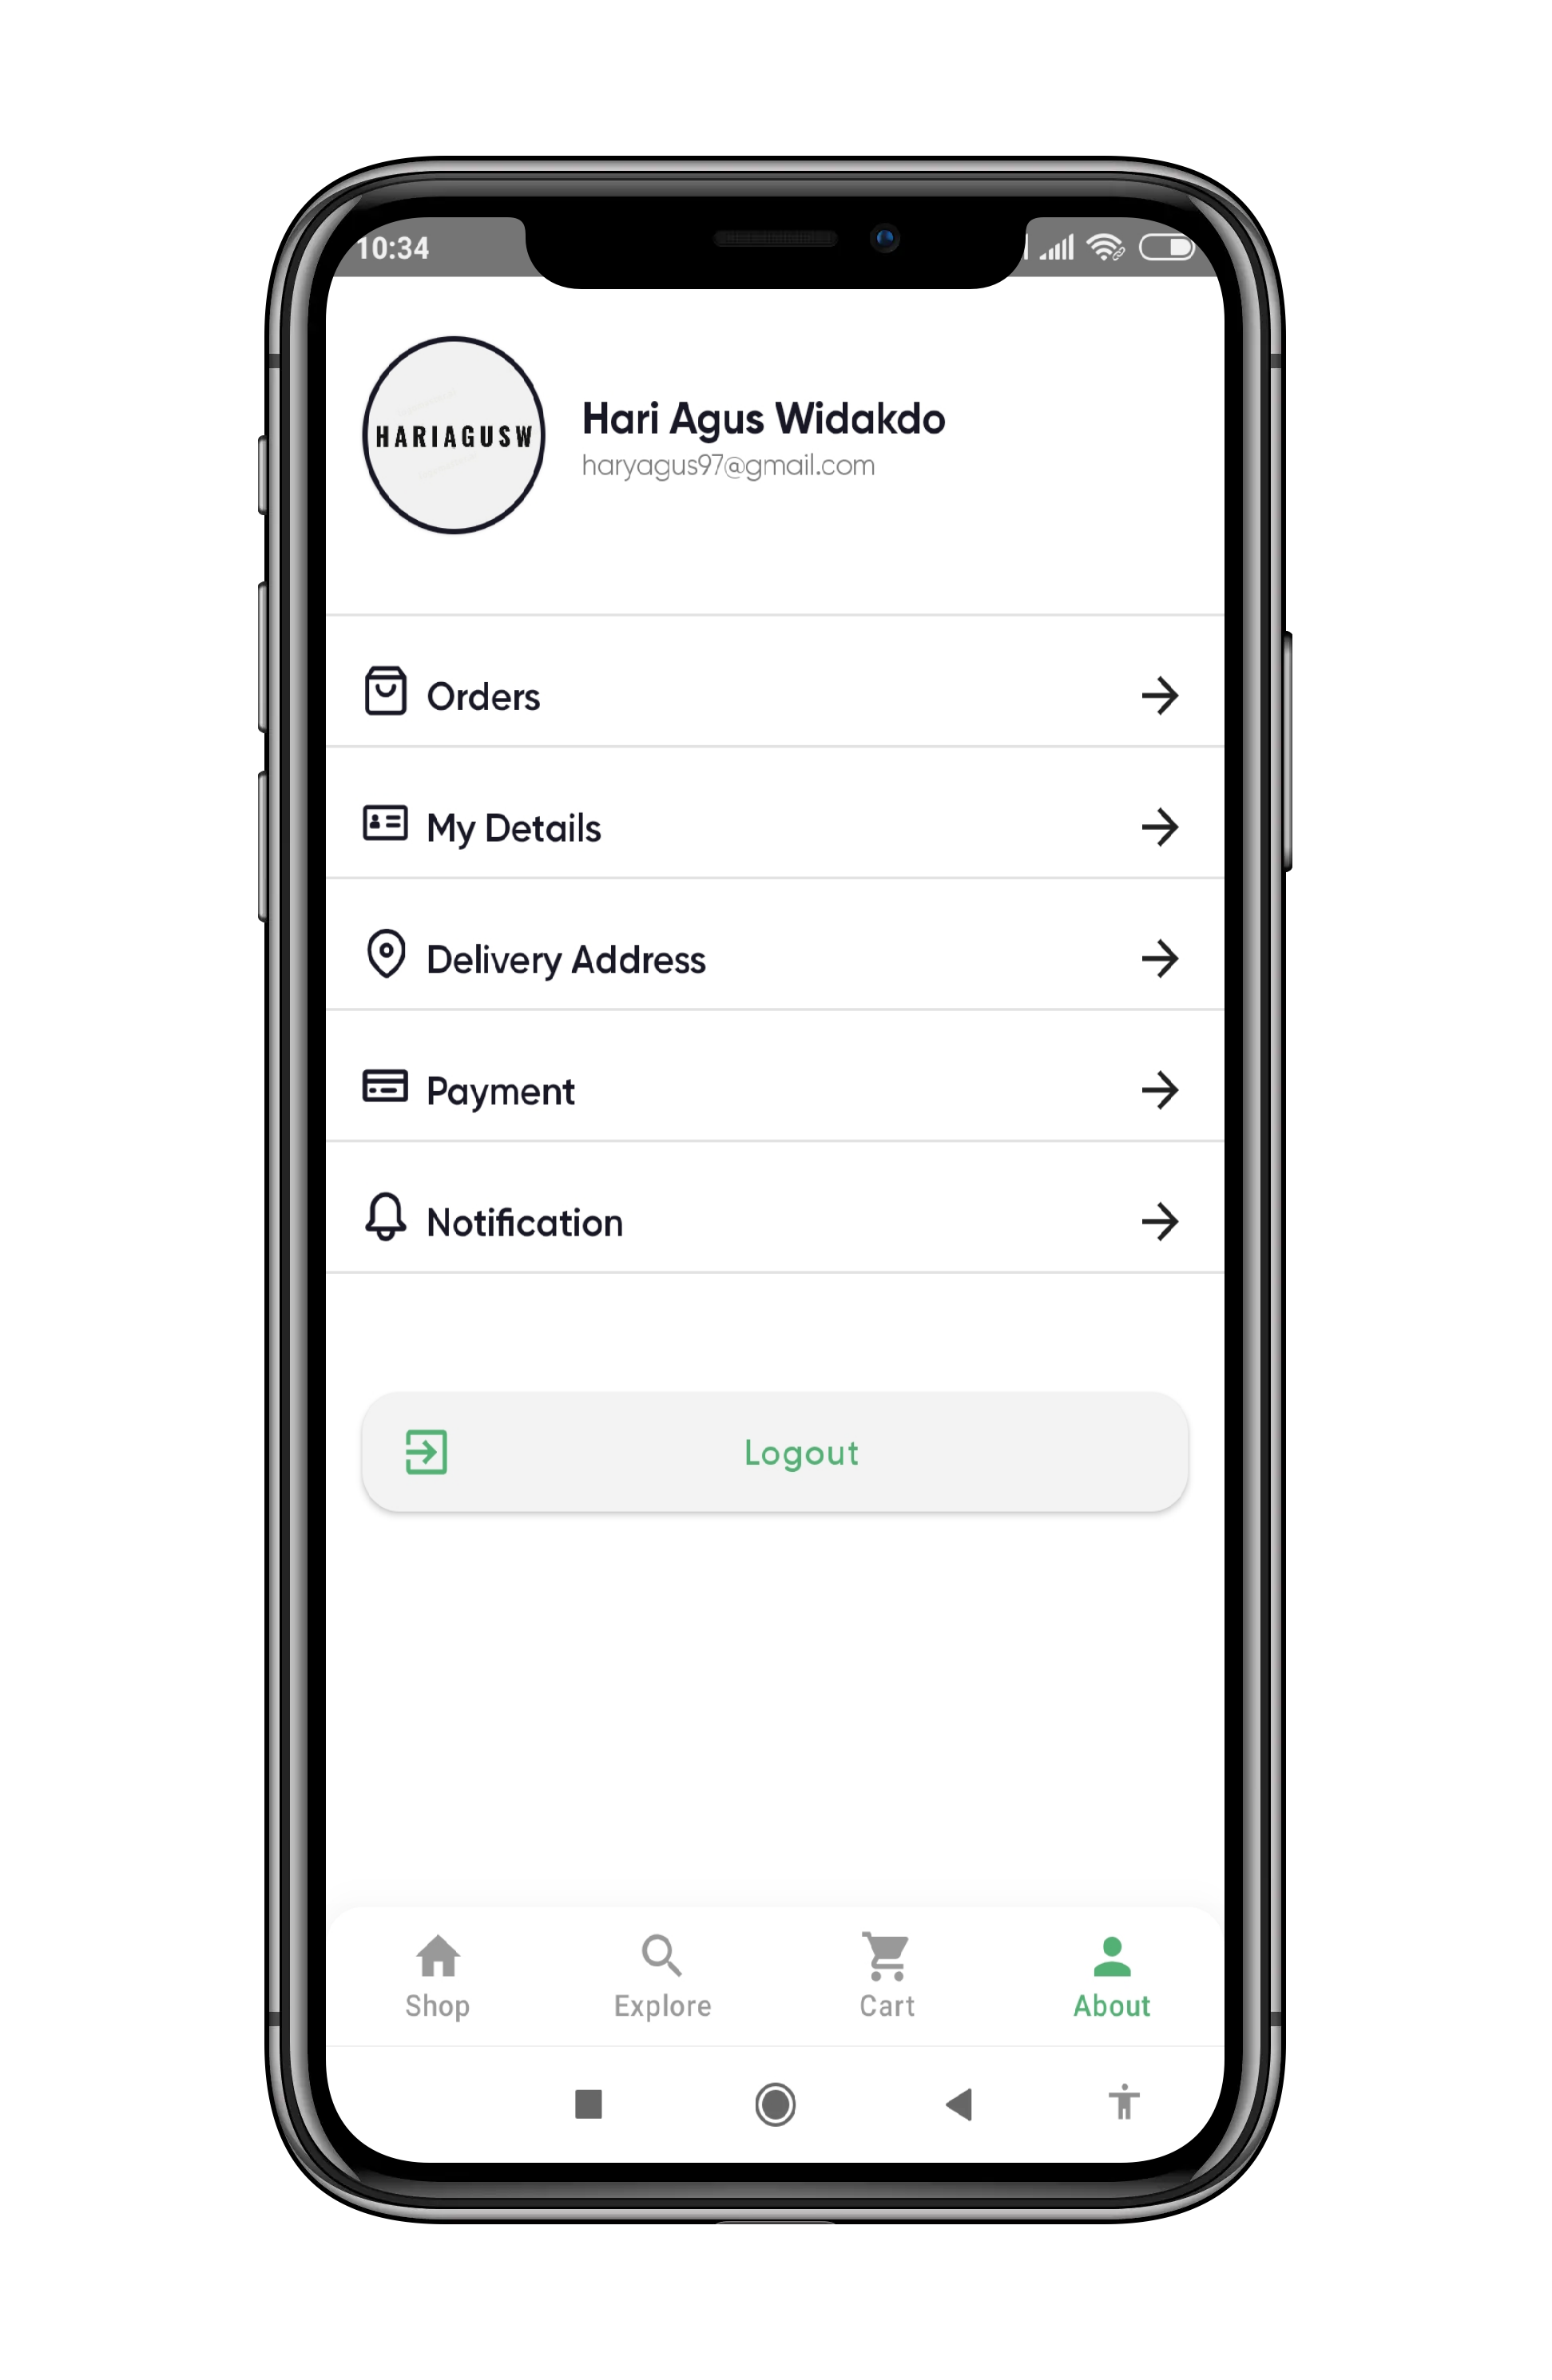 10:34
HARIAGUSW
Hari Agus Widakdo
haryagus97@gmail.com
Orders
My Details
Delivery Address
Payment
Notification
Logout
Shop
Explore
Cart
About